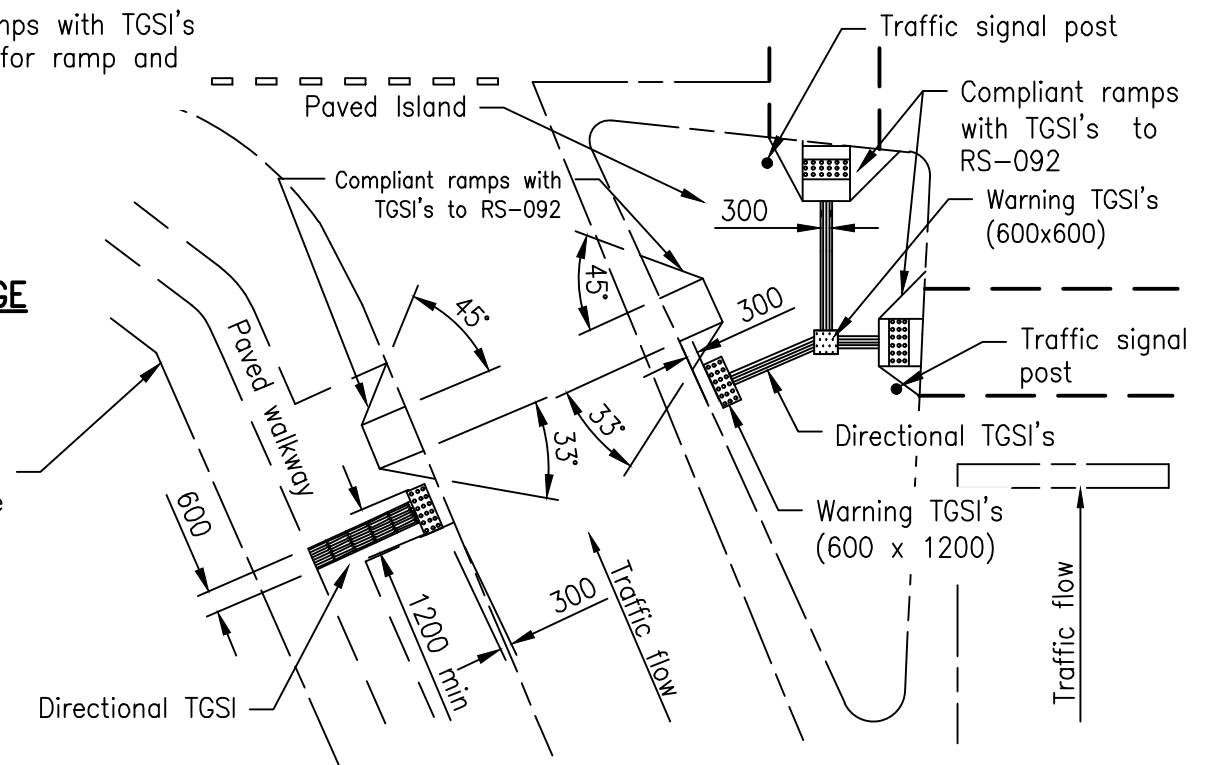 mps with TGSI's
for ramp and
Traffic signal post
Paved Island
Compliant ramps
with TGSI's to
RS-092
Compliant ramps with
TGSI's to RS-092
300
Warning TGSI's
(600x600)
45°
GE
45°
300
Paved walkway
Traffic signal
post
33°
33°
Directional TGSI's
600
e
Warning TGSI's
(600 x 1200)
300
1200 min
Traffic flow
Traffic flow
Directional TGSI